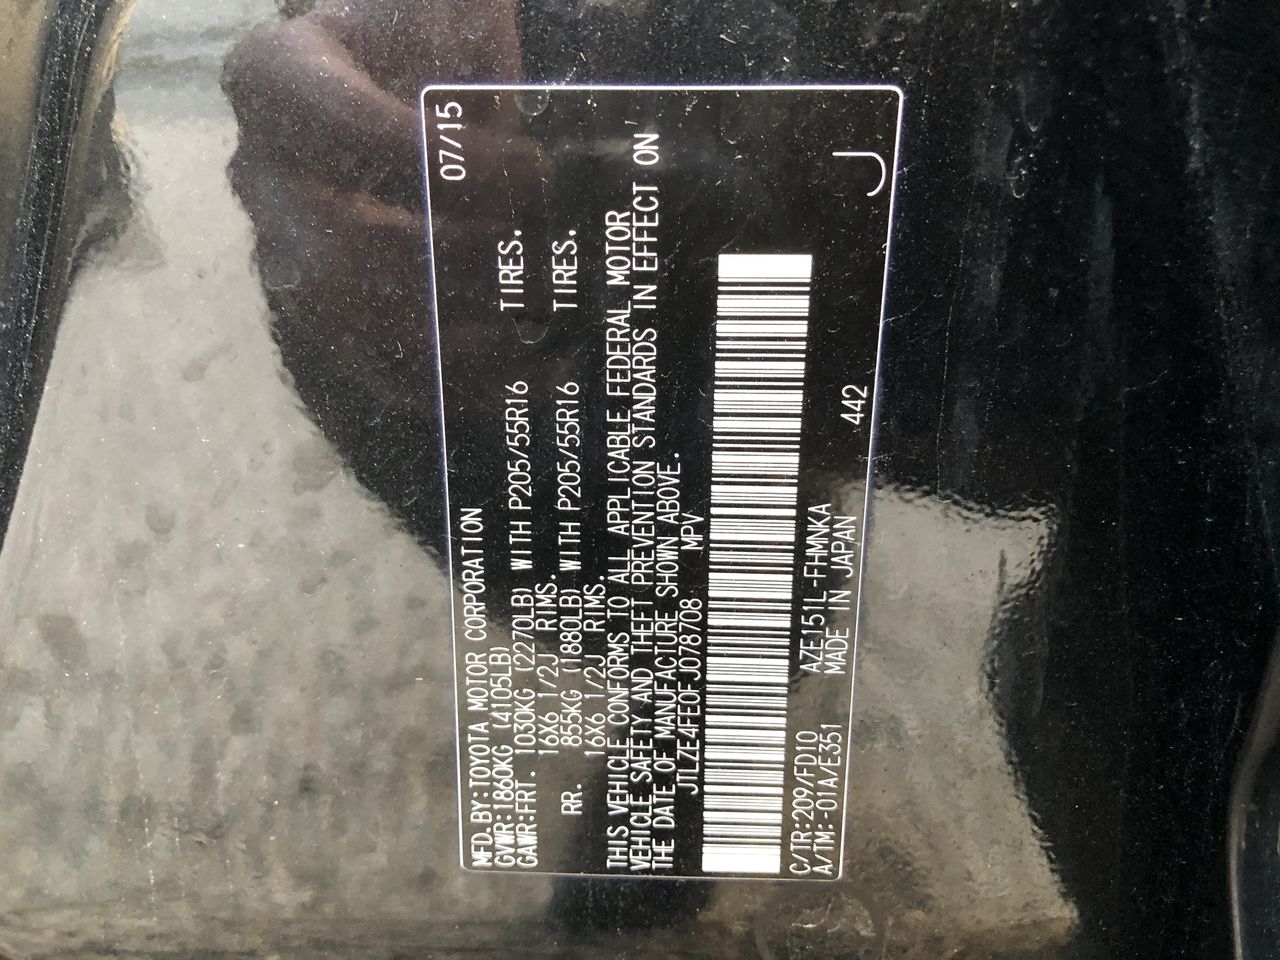 MFD.BY:TOYOTA MOTOR CORPORATION 07/15
GVWR:1860KG (4105LB)
GAWR:FRT. 1030KG (2270LB) WITH P205/55R16 TIRES.
16X6 1/2J RIMS.
RR. 855KG (1880LB) WITH P205/55R16 TIRES.
16X6 1/2J RIMS.
THIS VEHICLE CONFORMS TO ALL APPLICABLE FEDERAL MOTOR
VEHICLE SAFETY AND THEFT PREVENTION STANDARDS IN EFFECT ON
THE DATE OF MANUFACTURE SHOWN ABOVE.
JTLZE4FE0FJ078708 MPV
C/TR:209/FD10 AZE151L-FHMNKA
A/TM:-01A/E351 MADE IN JAPAN 442 J